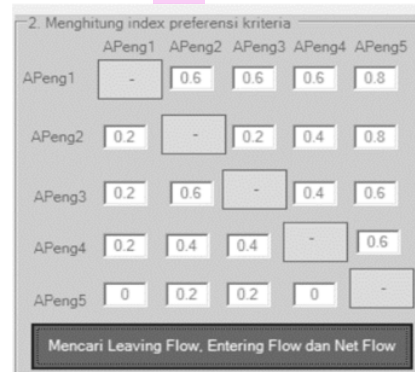 2. Menghitung index preferensi kriteria
APeng1 APeng2 APeng3 APeng4 APeng5
APeng1 - 0.6 0.6 0.6 0.8
APeng2 0.2 - 0.2 0.4 0.8
APeng3 0.2 0.6 - 0.4 0.6
APeng4 0.2 0.4 0.4 - 0.6
APeng5 0 0.2 0.2 0 -
Mencari Leaving Flow, Entering Flow dan Net Flow